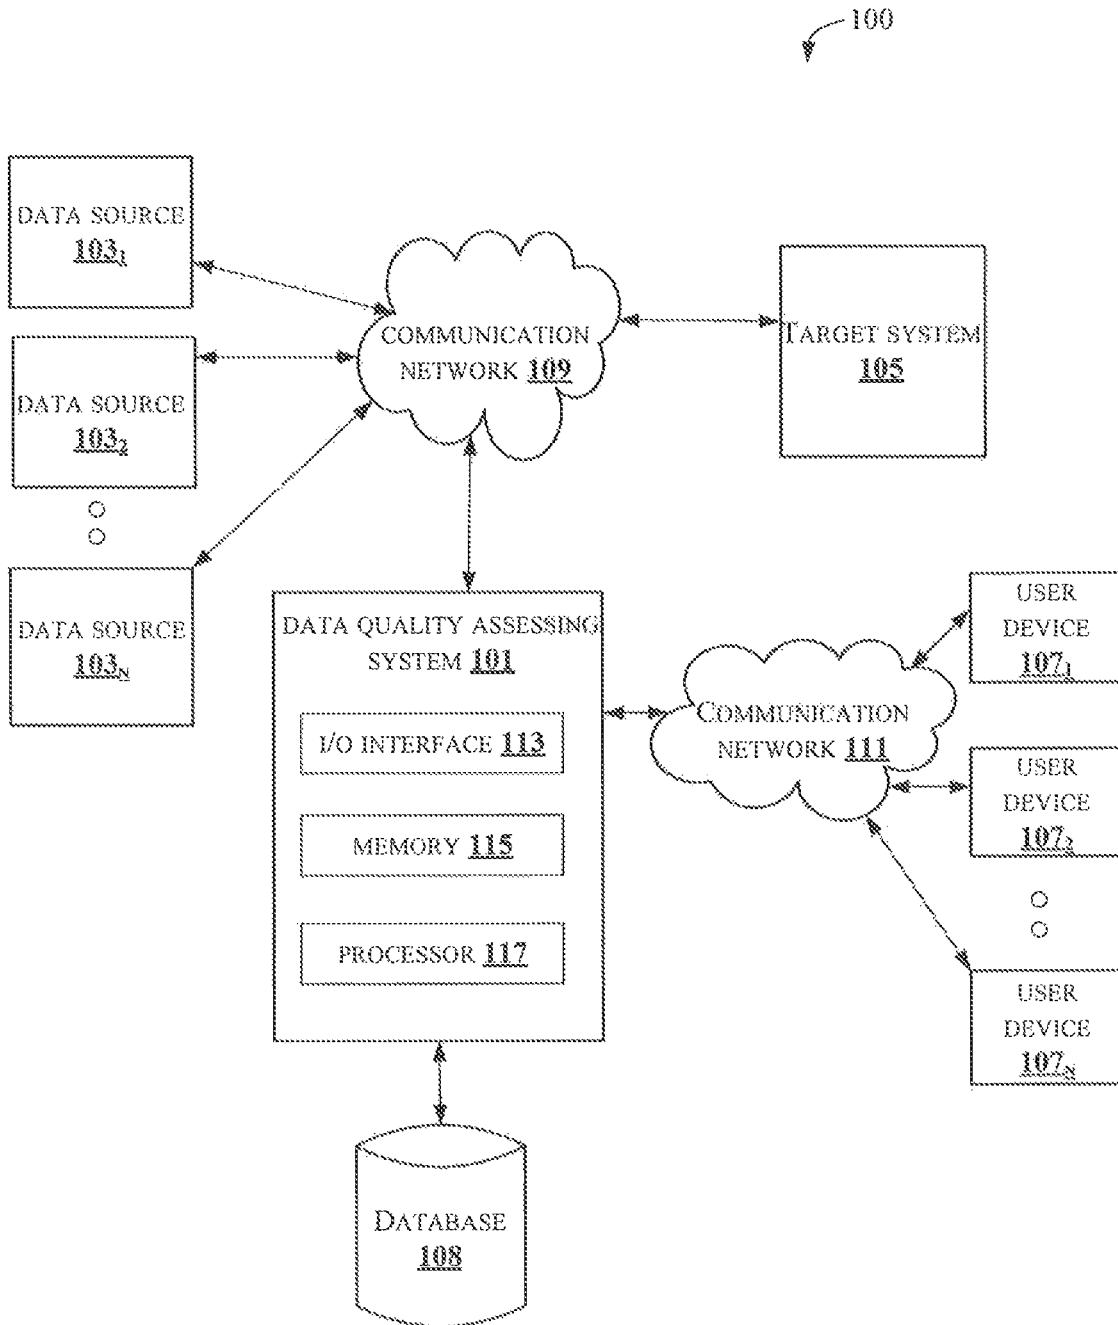 100
DATA SOURCE
103₁
COMMUNICATION
NETWORK 109
TARGET SYSTEM
105
DATA SOURCE
103₂
DATA SOURCE
103N
DATA QUALITY ASSESSING
SYSTEM 101
I/O INTERFACE 113
MEMORY 115
PROCESSOR 117
COMMUNICATION
NETWORK 111
USER
DEVICE
107₁
USER
DEVICE
107₂
USER
DEVICE
107N
DATABASE
108